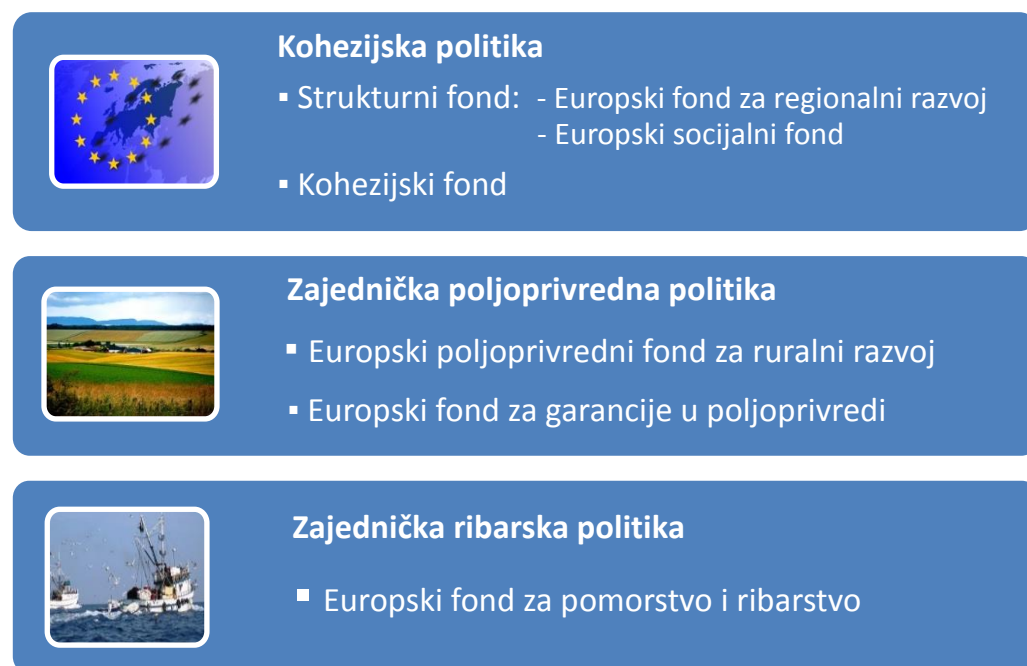 Kohezijska politika
▪ Strukturni fond: - Europski fond za regionalni razvoj
- Europski socijalni fond
▪ Kohezijski fond
Zajednička poljoprivredna politika
▪ Europski poljoprivredni fond za ruralni razvoj
▪ Europski fond za garancije u poljoprivredi
Zajednička ribarska politika
▪ Europski fond za pomorstvo i ribarstvo